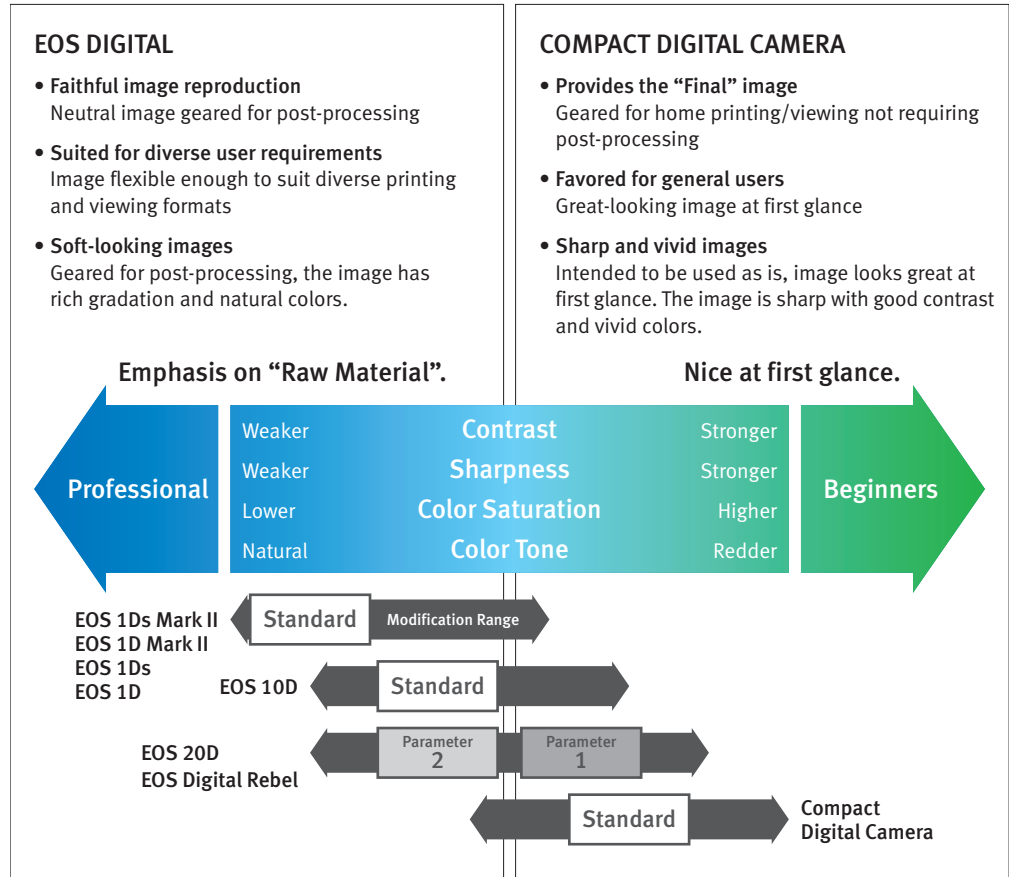 EOS DIGITAL
• Faithful image reproduction
Neutral image geared for post-processing
• Suited for diverse user requirements
Image flexible enough to suit diverse printing
and viewing formats
• Soft-looking images
Geared for post-processing, the image has
rich gradation and natural colors.
COMPACT DIGITAL CAMERA
• Provides the “Final” image
Geared for home printing/viewing not requiring
post-processing
• Favored for general users
Great-looking image at first glance
• Sharp and vivid images
Intended to be used as is, image looks great at
first glance. The image is sharp with good contrast
and vivid colors.
Emphasis on “Raw Material”.
Nice at first glance.
Professional
Weaker Contrast Stronger
Weaker Sharpness Stronger
Lower Color Saturation Higher
Natural Color Tone Redder
Beginners
EOS 1Ds Mark II
EOS 1D Mark II
EOS 1Ds
EOS 1D
Standard Modification Range
EOS 10D Standard
EOS 20D
EOS Digital Rebel
Parameter
2
Parameter
1
Standard
Compact
Digital Camera